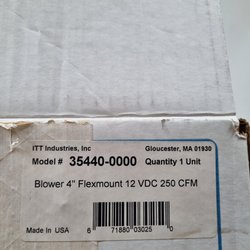 ITT Industries, Inc Gloucester, MA 01930
Model # 35440-0000 Quantity 1 Unit
Blower 4" Flexmount 12 VDC 250 CFM
Made In USA 6 71880 03025 0